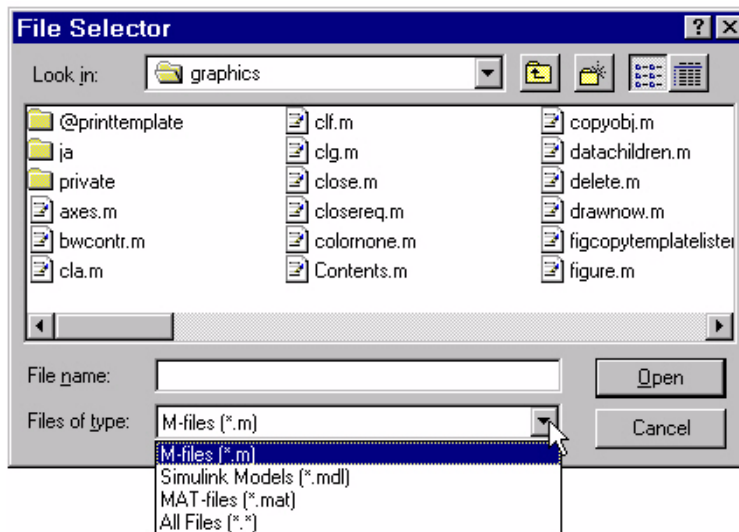 File Selector
Look in: graphics
@printtemplate clf.m copyobj.m
ja clg.m datachildren.m
private close.m delete.m
axes.m closereq.m drawnow.m
bwcontr.m colornone.m figcopytemplatelister
cla.m Contents.m figure.m
File name: Open
Files of type: M-files (*.m) Cancel
M-files (*.m)
Simulink Models (*.mdl)
MAT-files (*.mat)
All Files (*.*)